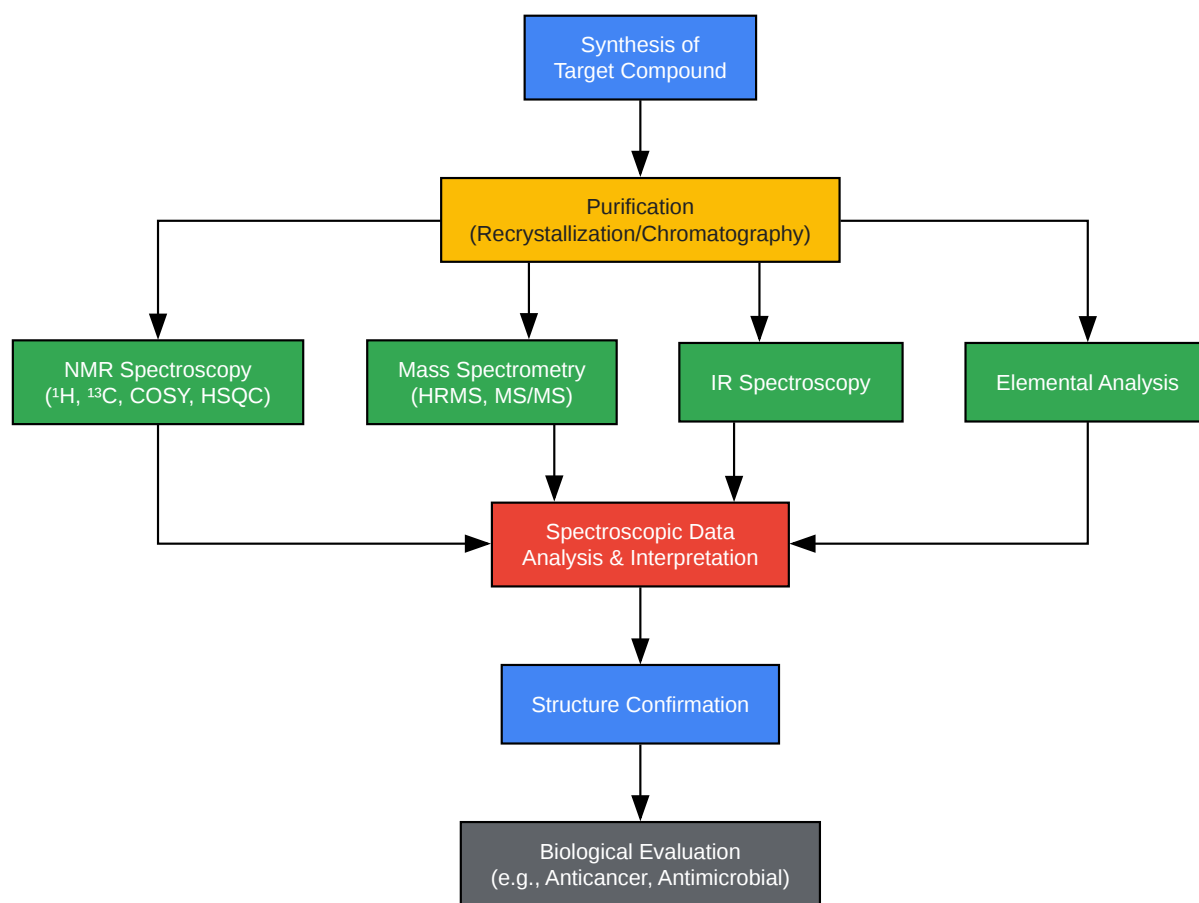 Synthesis of
Target Compound
Purification
(Recrystallization/Chromatography)
NMR Spectroscopy
(¹H, ¹³C, COSY, HSQC)
Mass Spectrometry
(HRMS, MS/MS)
IR Spectroscopy
Elemental Analysis
Spectroscopic Data
Analysis & Interpretation
Structure Confirmation
Biological Evaluation
(e.g., Anticancer, Antimicrobial)